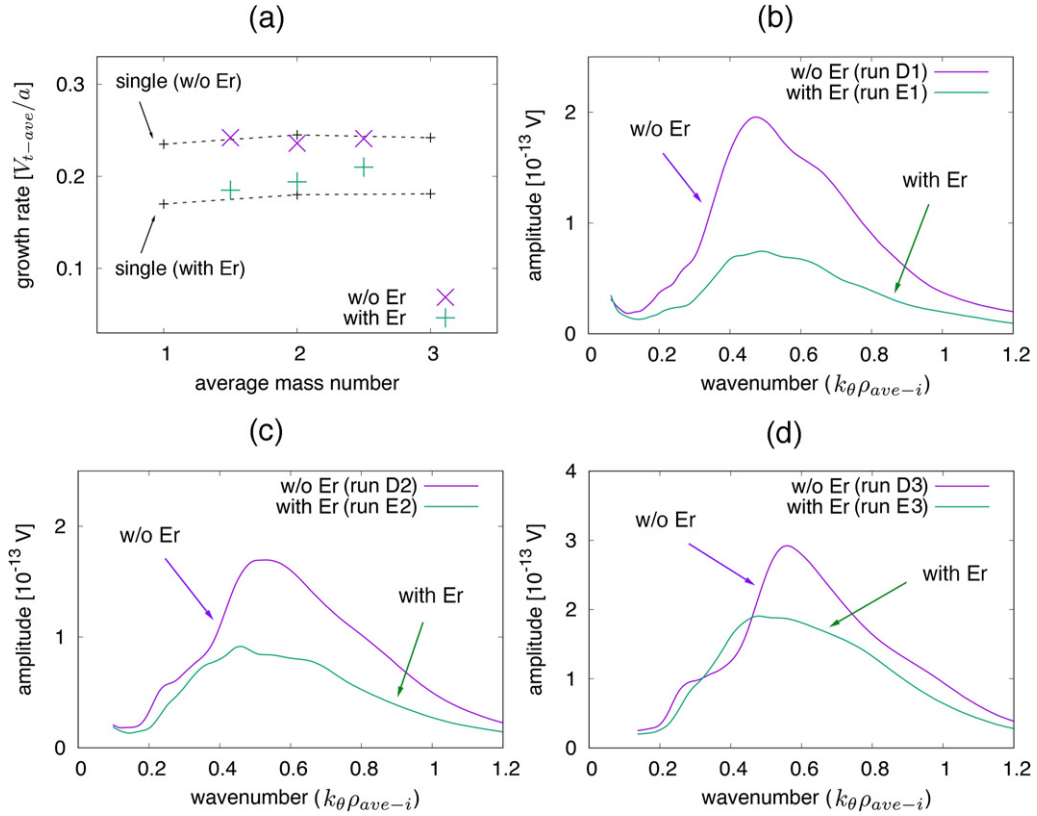 (a)
single (w/o Er)
single (with Er)
w/o Er
with Er
0.3
0.2
0.1
1 2 3
growth rate [V_{t-ave}/a]
average mass number
(b)
w/o Er (run D1)
with Er (run E1)
w/o Er
with Er
2
1
0
0 0.2 0.4 0.6 0.8 1 1.2
amplitude [10^{-13} V]
wavenumber (k_θρ_{ave-i})
(c)
w/o Er (run D2)
with Er (run E2)
w/o Er
with Er
2
1
0
0 0.2 0.4 0.6 0.8 1 1.2
amplitude [10^{-13} V]
wavenumber (k_θρ_{ave-i})
(d)
w/o Er (run D3)
with Er (run E3)
w/o Er
with Er
4
3
2
1
0
0 0.2 0.4 0.6 0.8 1 1.2
amplitude [10^{-13} V]
wavenumber (k_θρ_{ave-i})